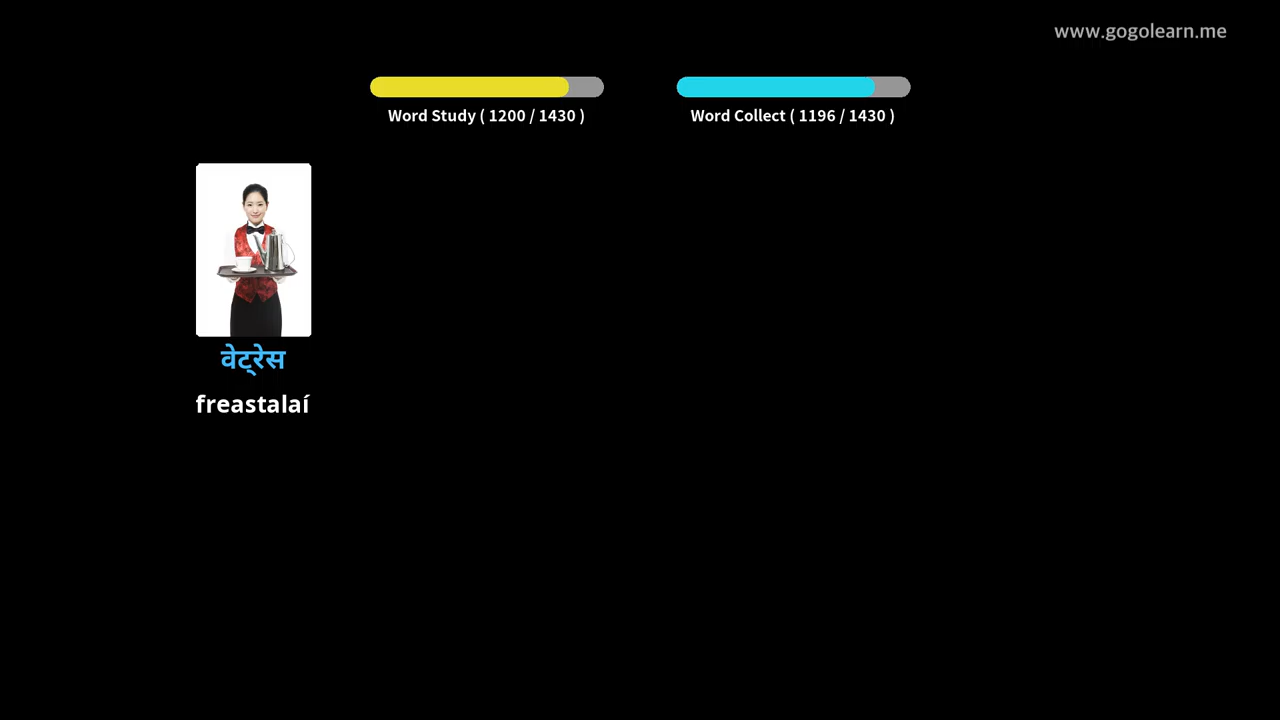 www.gogolearn.me
Word Study ( 1200 / 1430 )
Word Collect ( 1196 / 1430 )
वेट्रेस
freastalaí